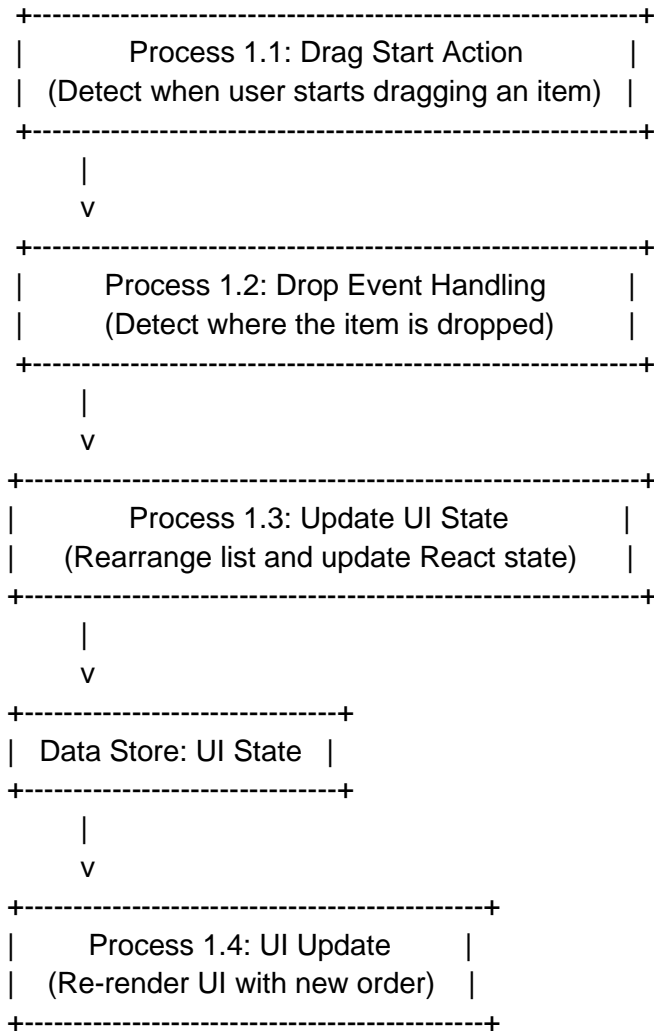 +---------------------------------------------------------------+
| Process 1.1: Drag Start Action |
| (Detect when user starts dragging an item) |
+---------------------------------------------------------------+
|
v
+---------------------------------------------------------------+
| Process 1.2: Drop Event Handling |
| (Detect where the item is dropped) |
+---------------------------------------------------------------+
|
v
+---------------------------------------------------------------+
| Process 1.3: Update UI State |
| (Rearrange list and update React state) |
+---------------------------------------------------------------+
|
v
+--------------------------------+
| Data Store: UI State |
+--------------------------------+
|
v
+-----------------------------------------------+
| Process 1.4: UI Update |
| (Re-render UI with new order) |
+-----------------------------------------------+